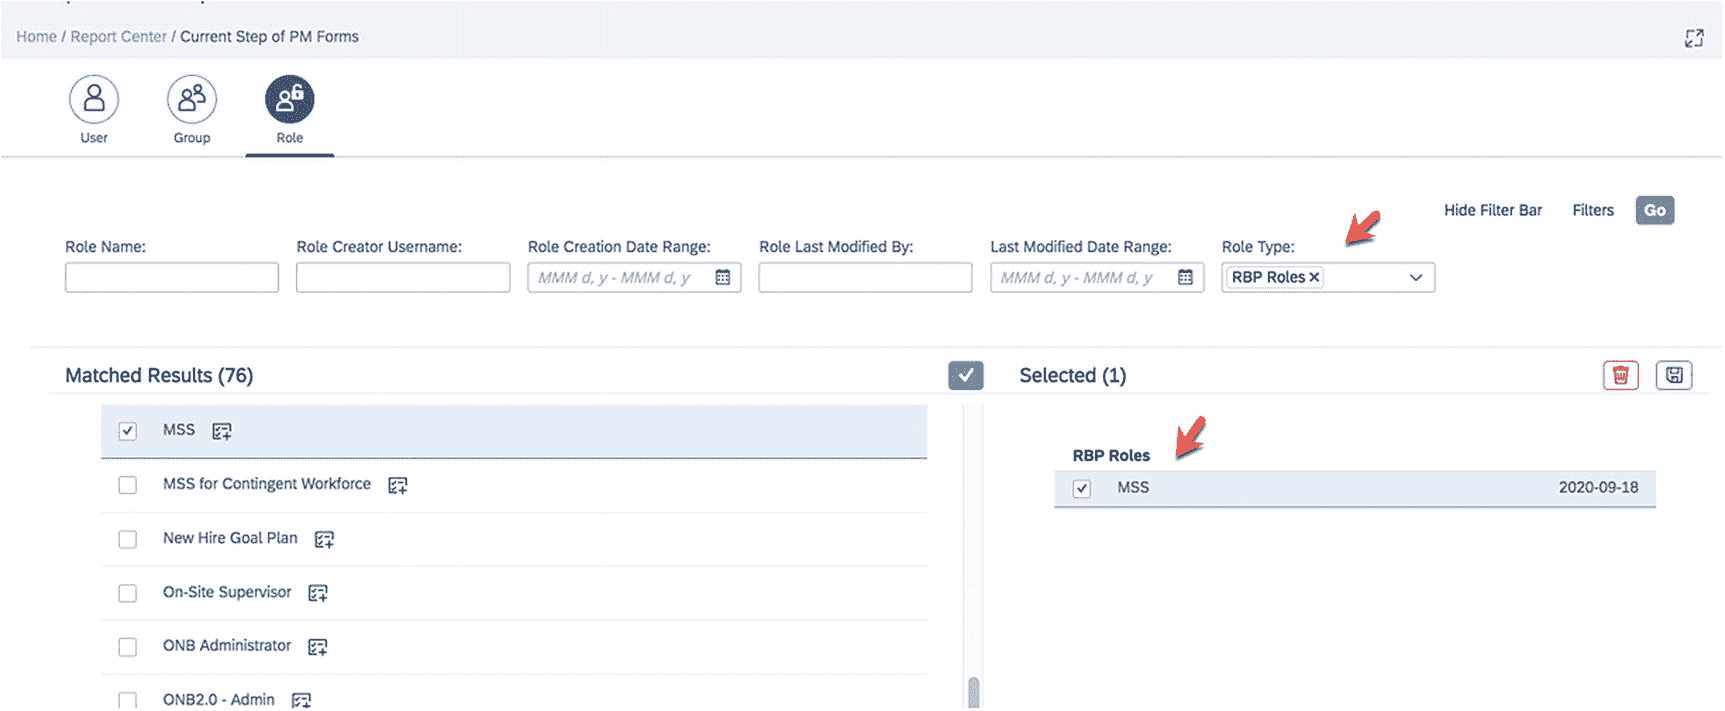 Home / Report Center / Current Step of PM Forms
User
Group
Role
Hide Filter Bar
Filters
Go
Role Name:
Role Creator Username:
Role Creation Date Range:
Role Last Modified By:
Last Modified Date Range:
Role Type:
MMM d, y - MMM d, y
MMM d, y - MMM d, y
RBP Roles
Matched Results (76)
Selected (1)
MSS
MSS for Contingent Workforce
New Hire Goal Plan
On-Site Supervisor
ONB Administrator
ONB2.0 - Admin
RBP Roles
MSS
2020-09-18